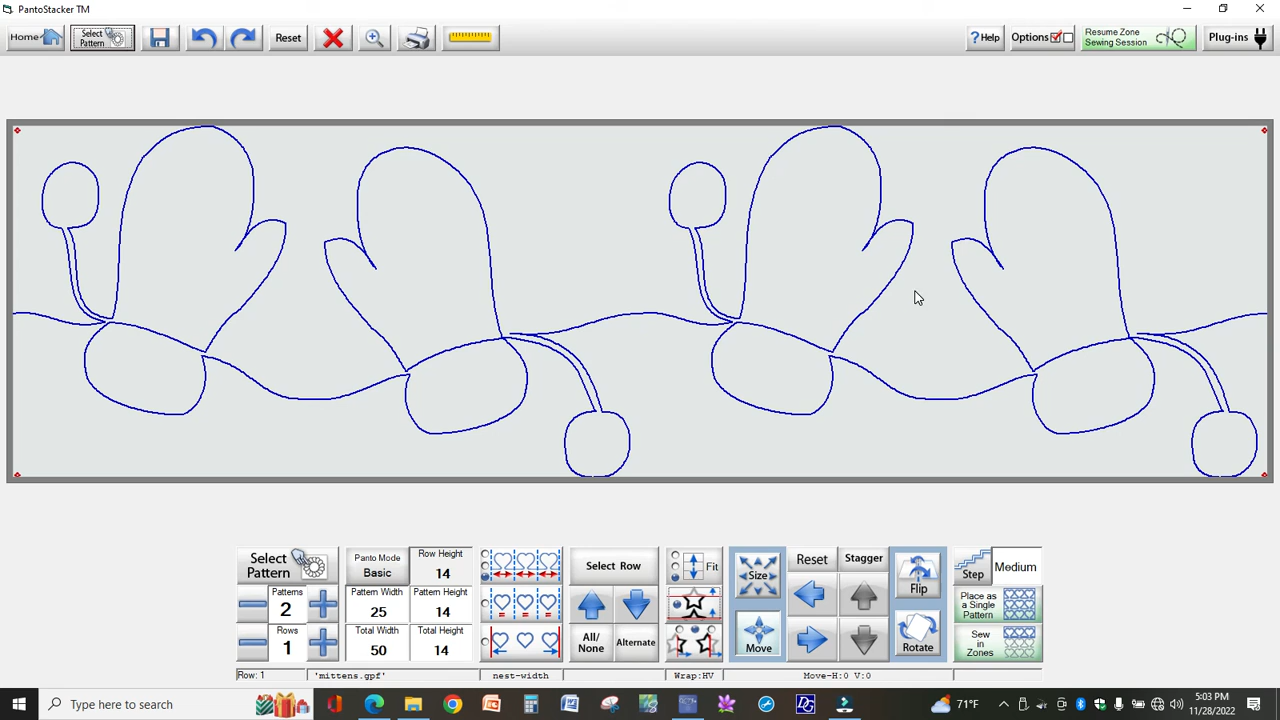 PantoStacker TM
Home
Select
Pattern
Reset
?Help
Options
Resume Zone
Sewing Session
Plug-ins
Select
Pattern
Panto Mode
Basic
Row Height
14
Patterns
2
Pattern Width
25
Pattern Height
14
Rows
1
Total Width
50
Total Height
14
Select Row
All/
None
Alternate
Fit
Size
Move
Reset
Stagger
Flip
Rotate
Step
Medium
Place as
a Single
Pattern
Sew
in
Zones
Row: 1
'mittens.gpf'
nest-width
Wrap:HV
Move-H:0 V:0
Type here to search
DG
71°F
5:03 PM
11/28/2022